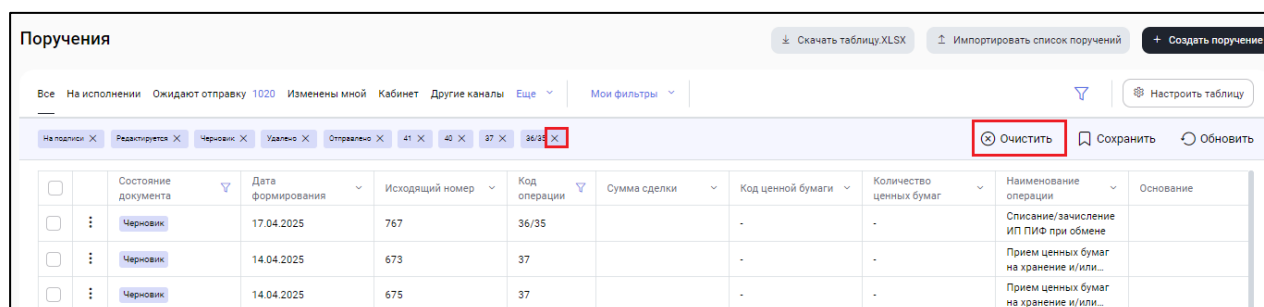 Поручения
Скачать таблицу.XLSX
Импортировать список поручений
+ Создать поручение
Все На исполнении Ожидают отправку 1020 Изменены мной Кабинет Другие каналы Еще
Мои фильтры
Настроить таблицу
На подписи Редактируется Черновик Удалено Отправлено 41 40 37 36/35
Очистить Сохранить Обновить
Состояние документа
Дата формирования
Исходящий номер
Код операции
Сумма сделки
Код ценной бумаги
Количество ценных бумаг
Наименование операции
Основание
Черновик 17.04.2025 767 36/35 - - Списание/зачисление
ИП ПИФ при обмене
Черновик 14.04.2025 673 37 - - Прием ценных бумаг
на хранение и/или...
Черновик 14.04.2025 675 37 - - Прием ценных бумаг
на хранение и/или...